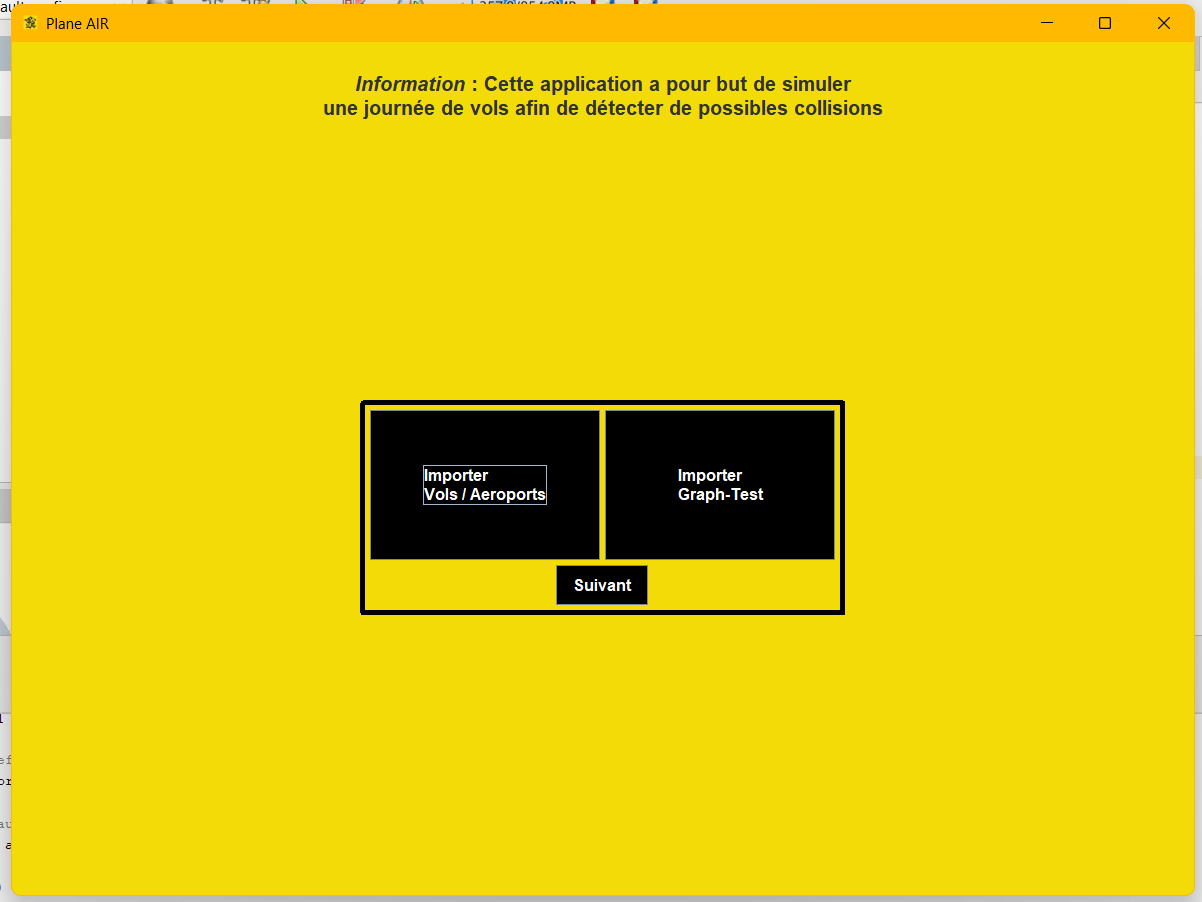 Plane AIR
Information : Cette application a pour but de simuler
une journée de vols afin de détecter de possibles collisions
Importer
Vols / Aeroports
Importer
Graph-Test
Suivant